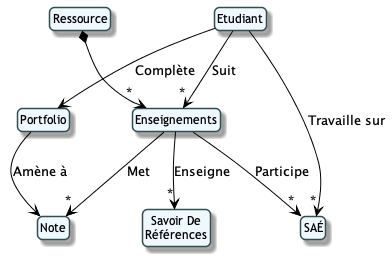 Ressource
Etudiant
Complète
Suit
*
*
Portfolio
Enseignements
Travaille sur
Amène à
Met
Enseigne
Participe
*
*
*
*
Note
Savoir De
Références
SAÉ